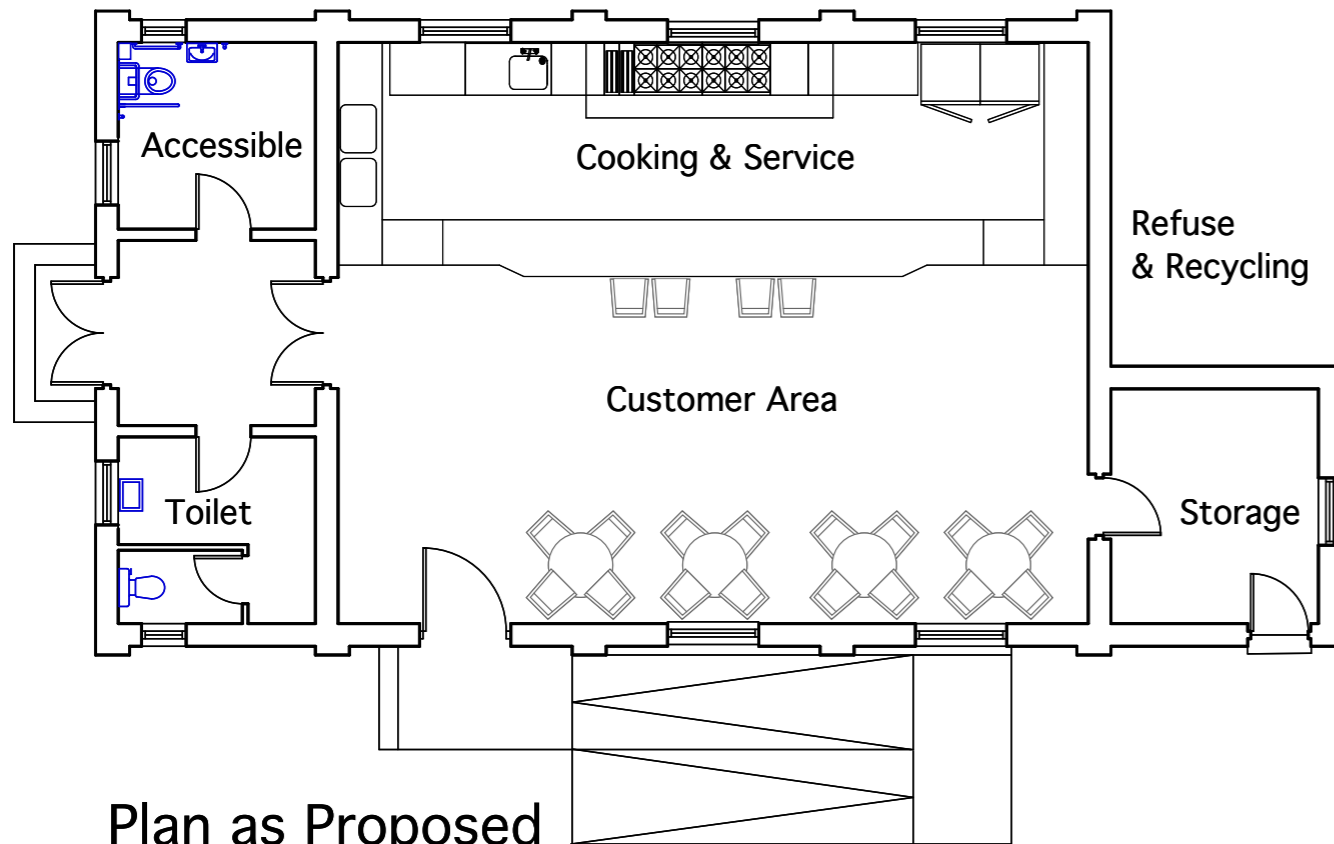 Accessible
Cooking & Service
Refuse
& Recycling
Customer Area
Toilet
Storage
Plan as Proposed